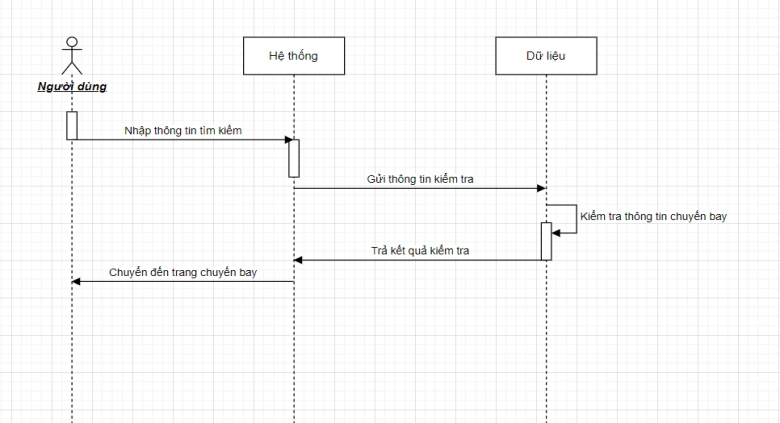 Hệ thống
Dữ liệu
Người dùng
Nhập thông tin tìm kiếm
Gửi thông tin kiểm tra
Kiểm tra thông tin chuyến bay
Trả kết quả kiểm tra
Chuyển đến trang chuyến bay